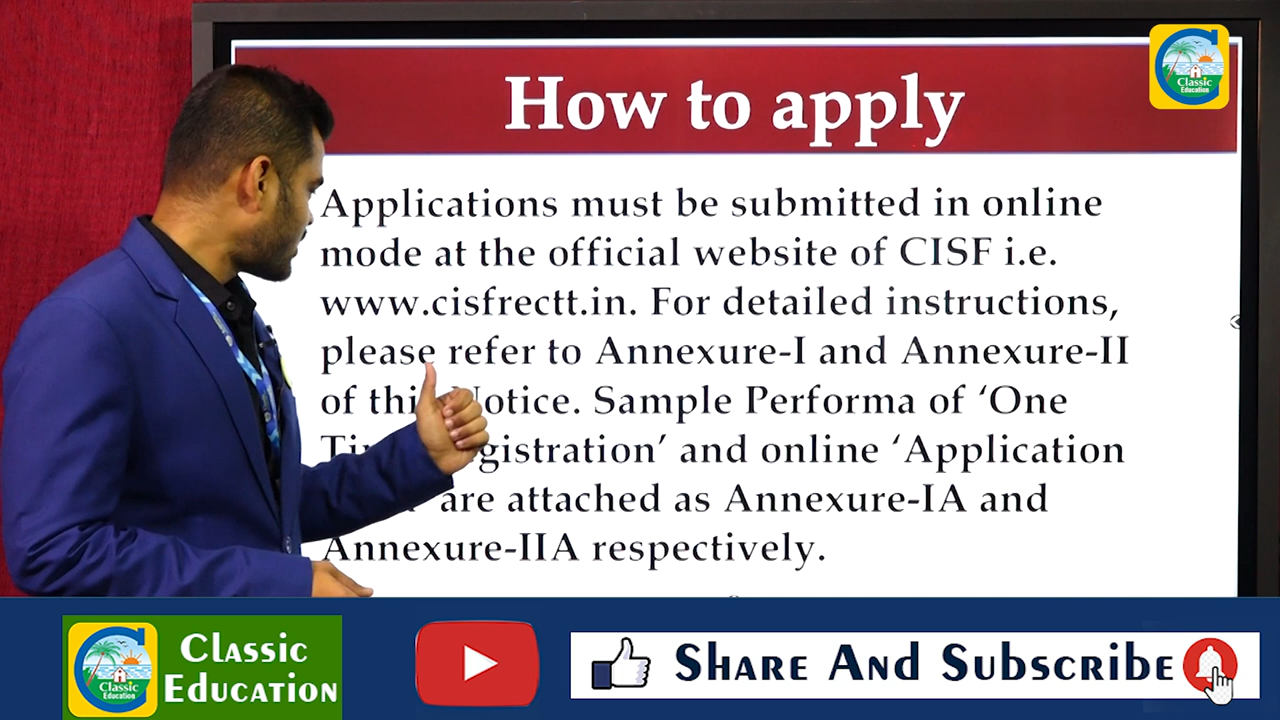 How to apply
Classic
Education
Applications must be submitted in online
mode at the official website of CISF i.e.
www.cisfrectt.in. For detailed instructions,
please refer to Annexure-I and Annexure-II
of Notice. Sample Performa of ‘One
and online ‘Application
are attached as Annexure-IA and
Annexure-IIA respectively.
Classic
Education
Classic
Education
Share And Subscribe